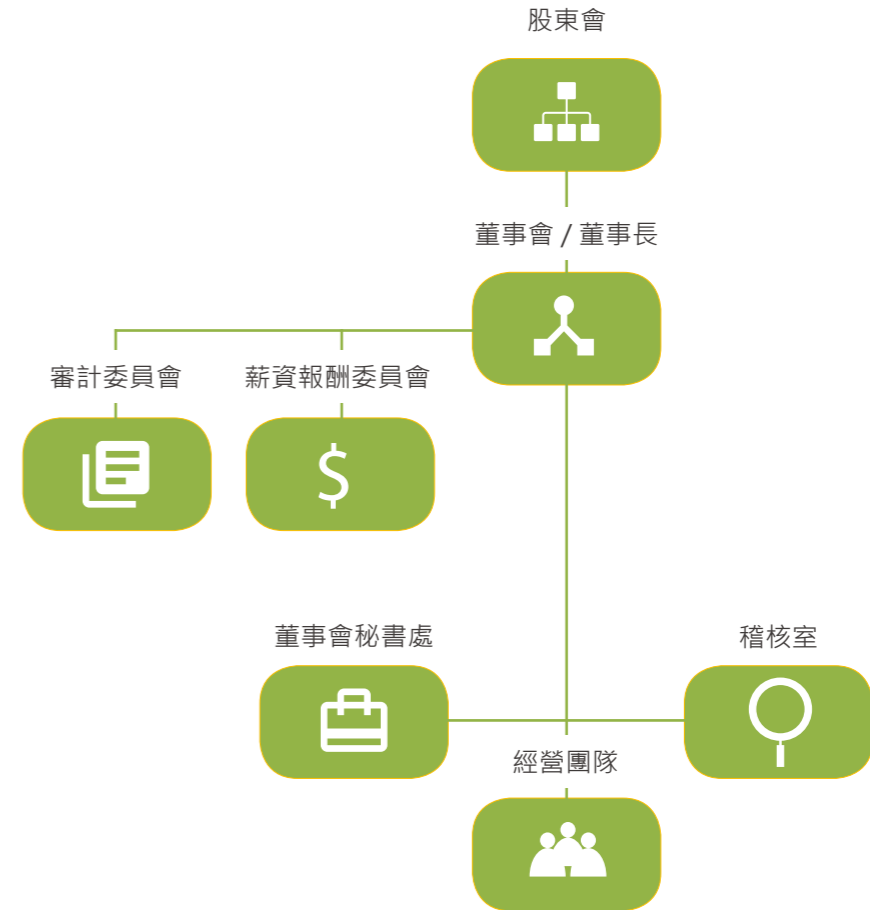 股東會
董事會 / 董事長
審計委員會
薪資報酬委員會
$
董事會秘書處
稽核室
經營團隊